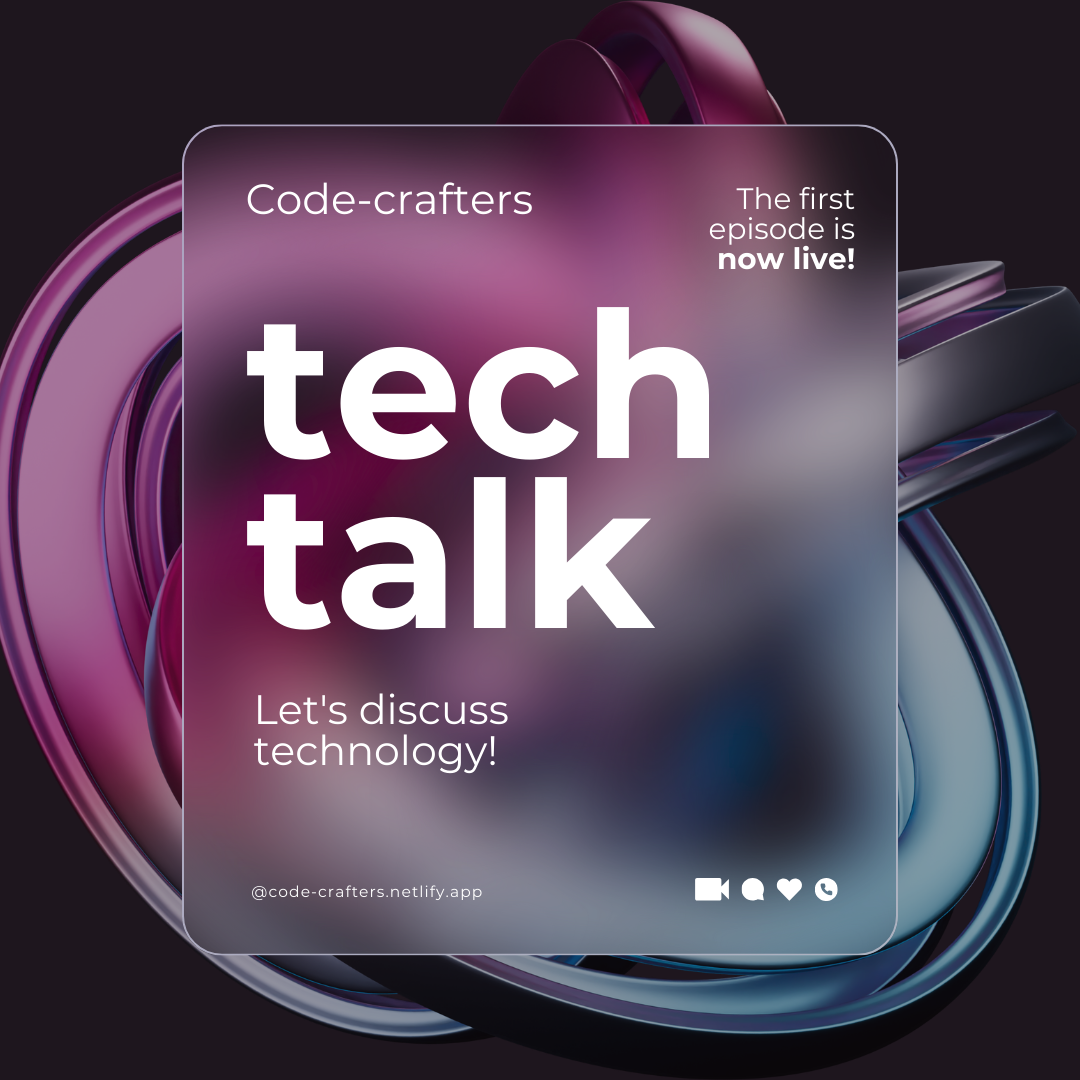 Code-crafters
The first
episode is
now live!
tech
talk
Let's discuss
technology!
@code-crafters.netlify.app